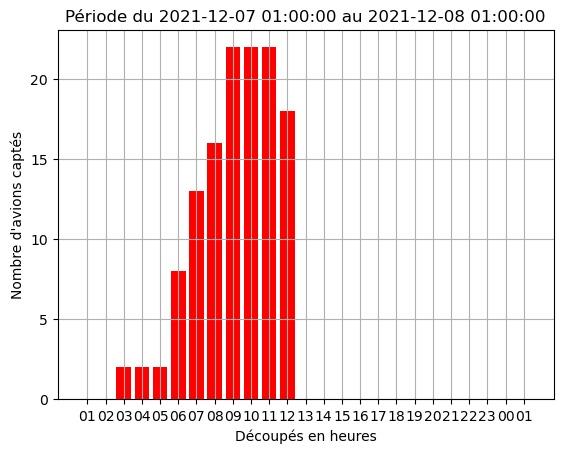 Période du 2021-12-07 01:00:00 au 2021-12-08 01:00:00
Nombre d'avions captés
20
15
10
5
0
01 02 03 04 05 06 07 08 09 10 11 12 13 14 15 16 17 18 19 20 21 22 23 00 01
Découpés en heures